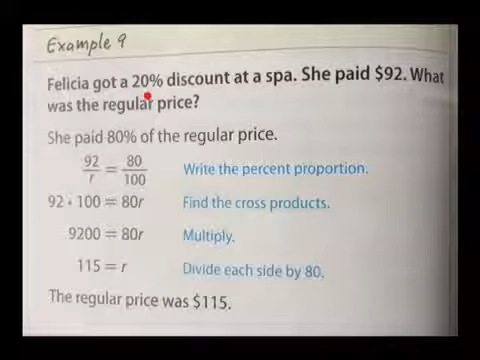 Example 9
Felicia got a 20% discount at a spa. She paid $92. What
was the regular price?
She paid 80% of the regular price.
92/r = 80/100 Write the percent proportion.
92 • 100 = 80r Find the cross products.
9200 = 80r Multiply.
115 = r Divide each side by 80.
The regular price was $115.